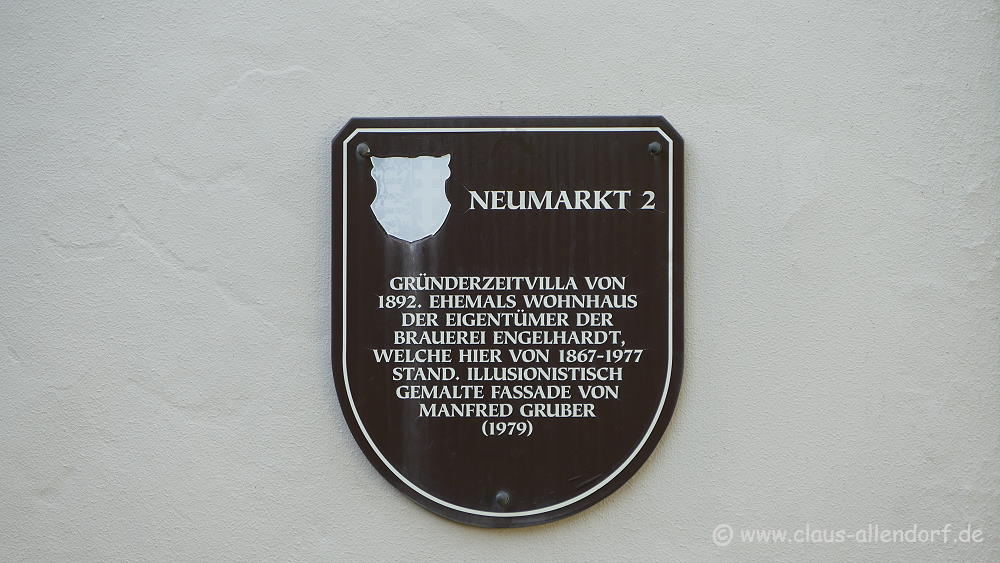 NEUMARKT 2
GRÜNDERZEITVILLA VON
1892. EHEMALS WOHNHAUS
DER EIGENTÜMER DER
BRAUEREI ENGELHARDT,
WELCHE HIER VON 1867-1977
STAND. ILLUSIONISTISCH
GEMALTE FASSADE VON
MANFRED GRUBER
(1979)
© www.claus-allendorf.de